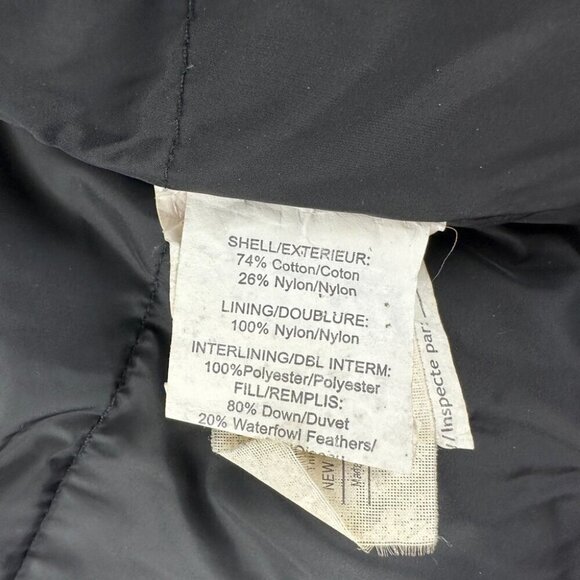 SHELL/EXTERIEUR:
74% Cotton/Coton
26% Nylon/Nylon
LINING/DOUBLURE:
100% Nylon/Nylon
INTERLINING/DBL INTERM:
100%Polyester/Polyester
FILL/REMPLIS:
80% Down/Duvet
20% Waterfowl Feathers/
/Inspecte par:
NEW